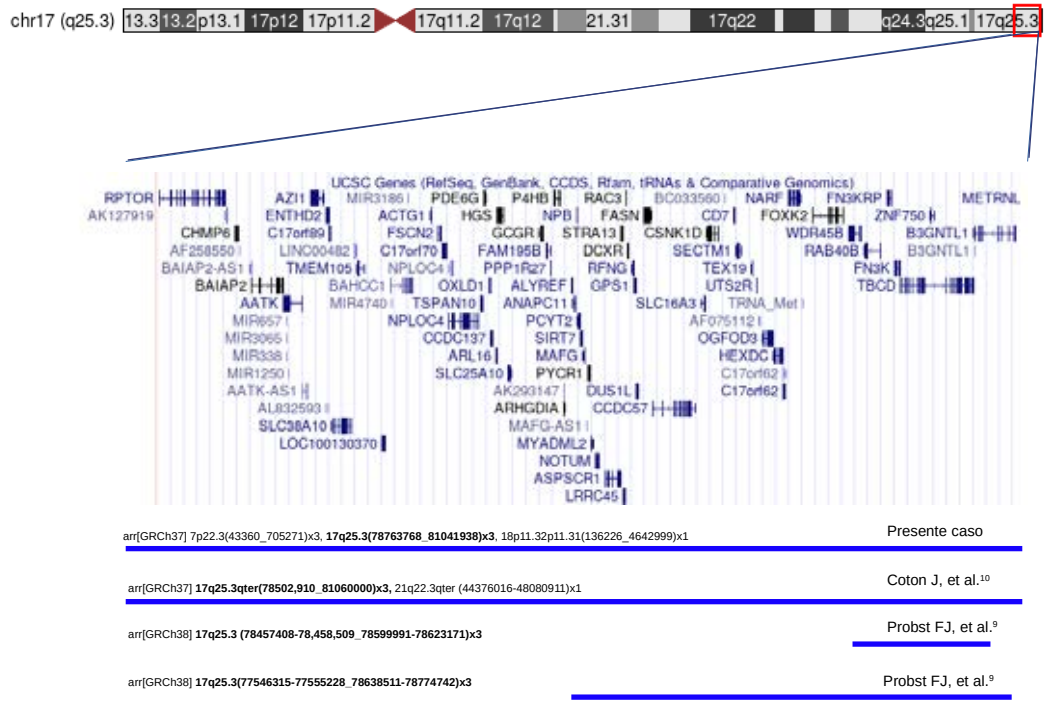 chr17 (q25.3) 13.3 13.2 p13.1 17p12 17p11.2 17q11.2 17q12 21.31 17q22 q24.3 q25.1 17q25.3
UCSC Genes (RefSeq, GenBank, CCDS, Rfam, tRNAs & Comparative Genomics)
RPTOR AZI1 MIR3186 PDE6G P4HB RAC3 BC033560 NARF FN3KRP METRNL
AK127919 ENTHD2 ACTG1 HGS NPB FASN CD7 FOXK2 ZNF750
CHMP6 C17orf89 FSCN2 GCGR STRA13 CSNK1D WDR45B B3GNTL1
AF258550 LINC00482 C17orf70 FAM195B DCXR SECTM1 RAB40B B3GNTL1
BAIAP2-AS1 TMEM105 NPLOC4 PPP1R27 RFNG TEX19 FN3K
BAIAP2 BAHCC1 OXLD1 ALYREF GPS1 UTS2R TBCD
AATK MIR4740 TSPAN10 ANAPC11 SLC16A3 TRNA_Met
MIR657 NPLOC4 PCYT2 AF075112
MIR3065 CCDC137 SIRT7 OGFOD3
MIR338 ARL16 MAFG HEXDC
MIR1250 SLC25A10 PYCR1 C17orf62
AATK-AS1 AK293147 DUS1L C17orf62
AL832593 ARHGDIA CCDC57
SLC38A10 MAFG-AS1
LOC100130370 MYADML2
NOTUM
ASPSCR1
LRRC45
arr[GRCh37] 7p22.3(43360_705271)x3, 17q25.3(78763768_81041938)x3, 18p11.32p11.31(136226_4642999)x1 Presente caso
arr[GRCh37] 17q25.3qter(78502,910_81060000)x3, 21q22.3qter (44376016-48080911)x1 Coton J, et al.¹⁰
arr[GRCh38] 17q25.3 (78457408-78,458,509_78599991-78623171)x3 Probst FJ, et al.⁹
arr[GRCh38] 17q25.3(77546315-77555228_78638511-78774742)x3 Probst FJ, et al.⁹